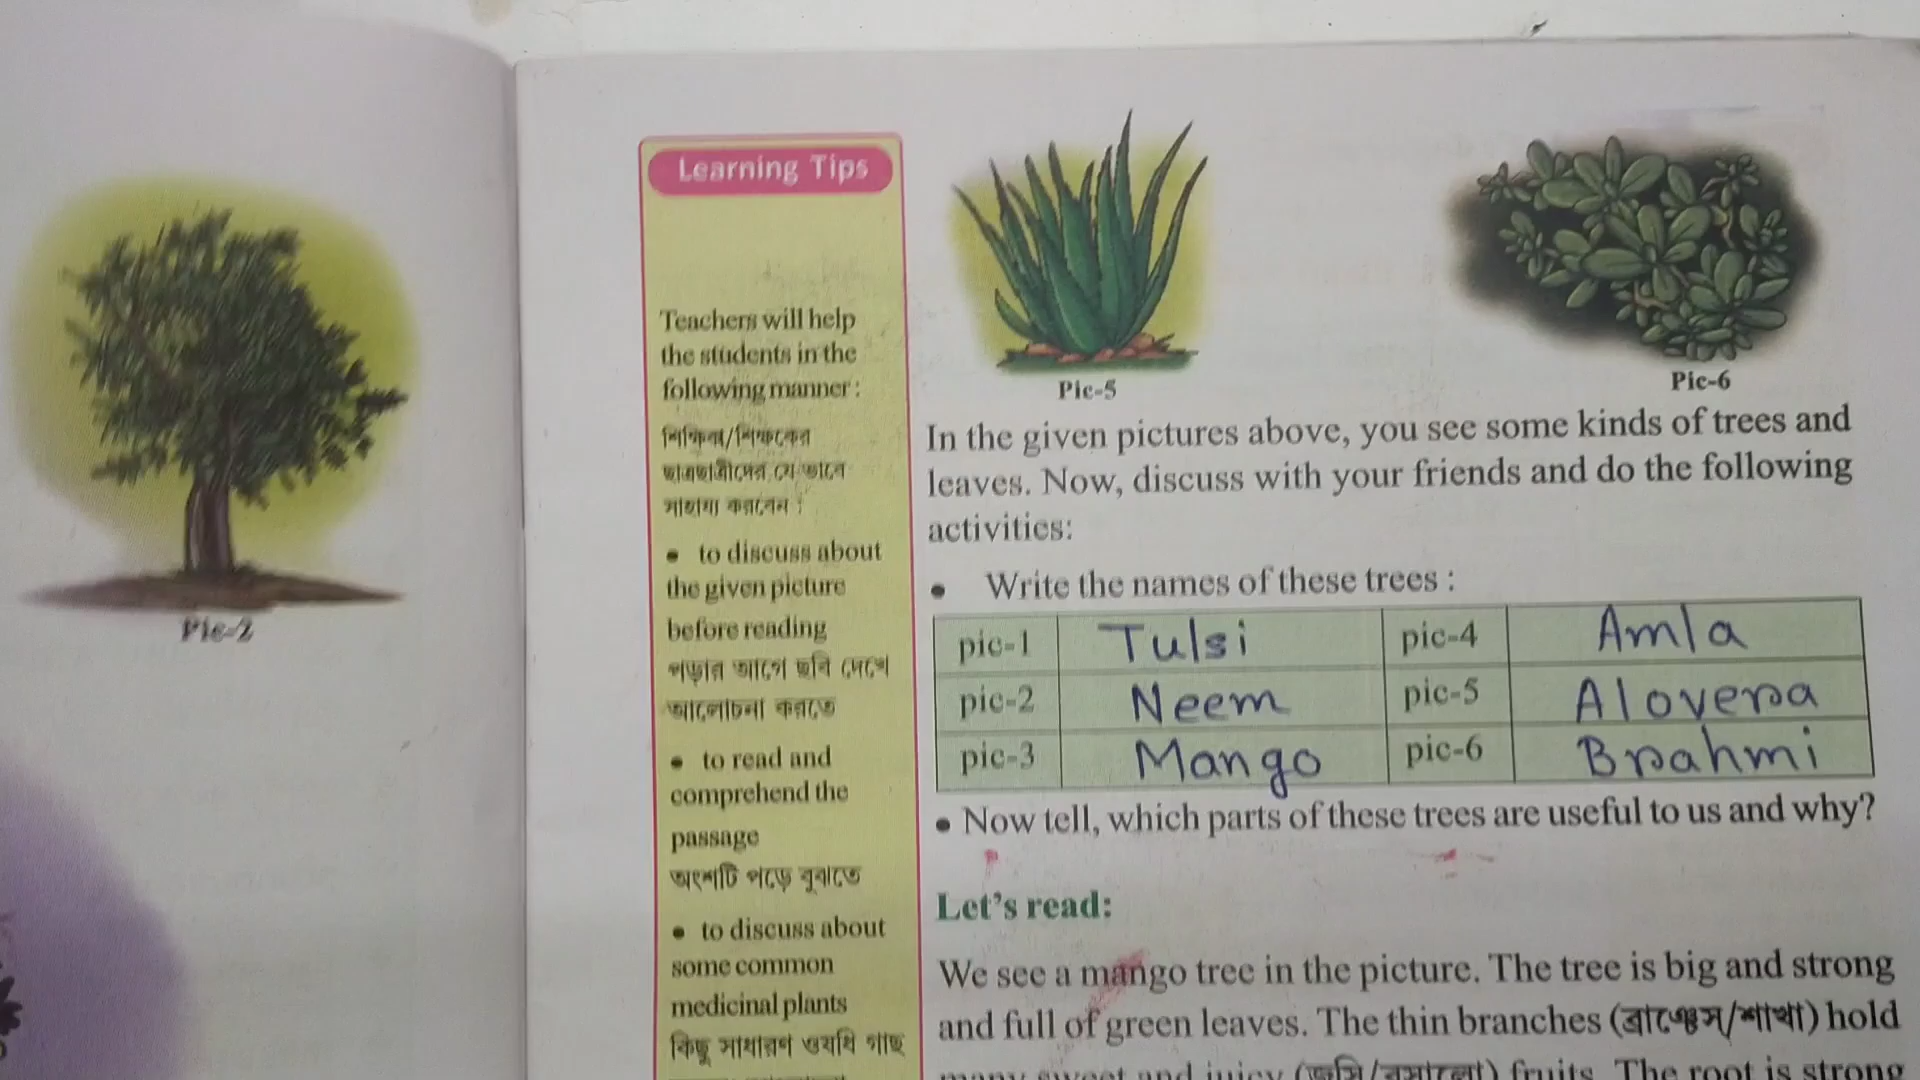 Pic-2
Learning Tips
Teachers will help
the students in the
following manner:
শিক্ষিকা/শিক্ষকের
ছাত্রছাত্রীদের যে ভাবে
সাহায্য করবেন :
• to discuss about
the given picture
before reading
পড়ার আগে ছবি দেখে
আলোচনা করতে
• to read and
comprehend the
passage
অংশটি পড়ে বুঝতে
• to discuss about
some common
medicinal plants
কিছু সাধারণ ওষধি গাছ
Pic-5
Pic-6
In the given pictures above, you see some kinds of trees and
leaves. Now, discuss with your friends and do the following
activities:
• Write the names of these trees :
pic-1 Tulsi pic-4 Amla
pic-2 Neem pic-5 Alovera
pic-3 Mango pic-6 Brahmi
• Now tell, which parts of these trees are useful to us and why?
Let's read:
We see a mango tree in the picture. The tree is big and strong
and full of green leaves. The thin branches (ব্রাঞ্চেস্/শাখা) hold
many sweet and juicy (জুসি/রসালো) fruits. The root is strong